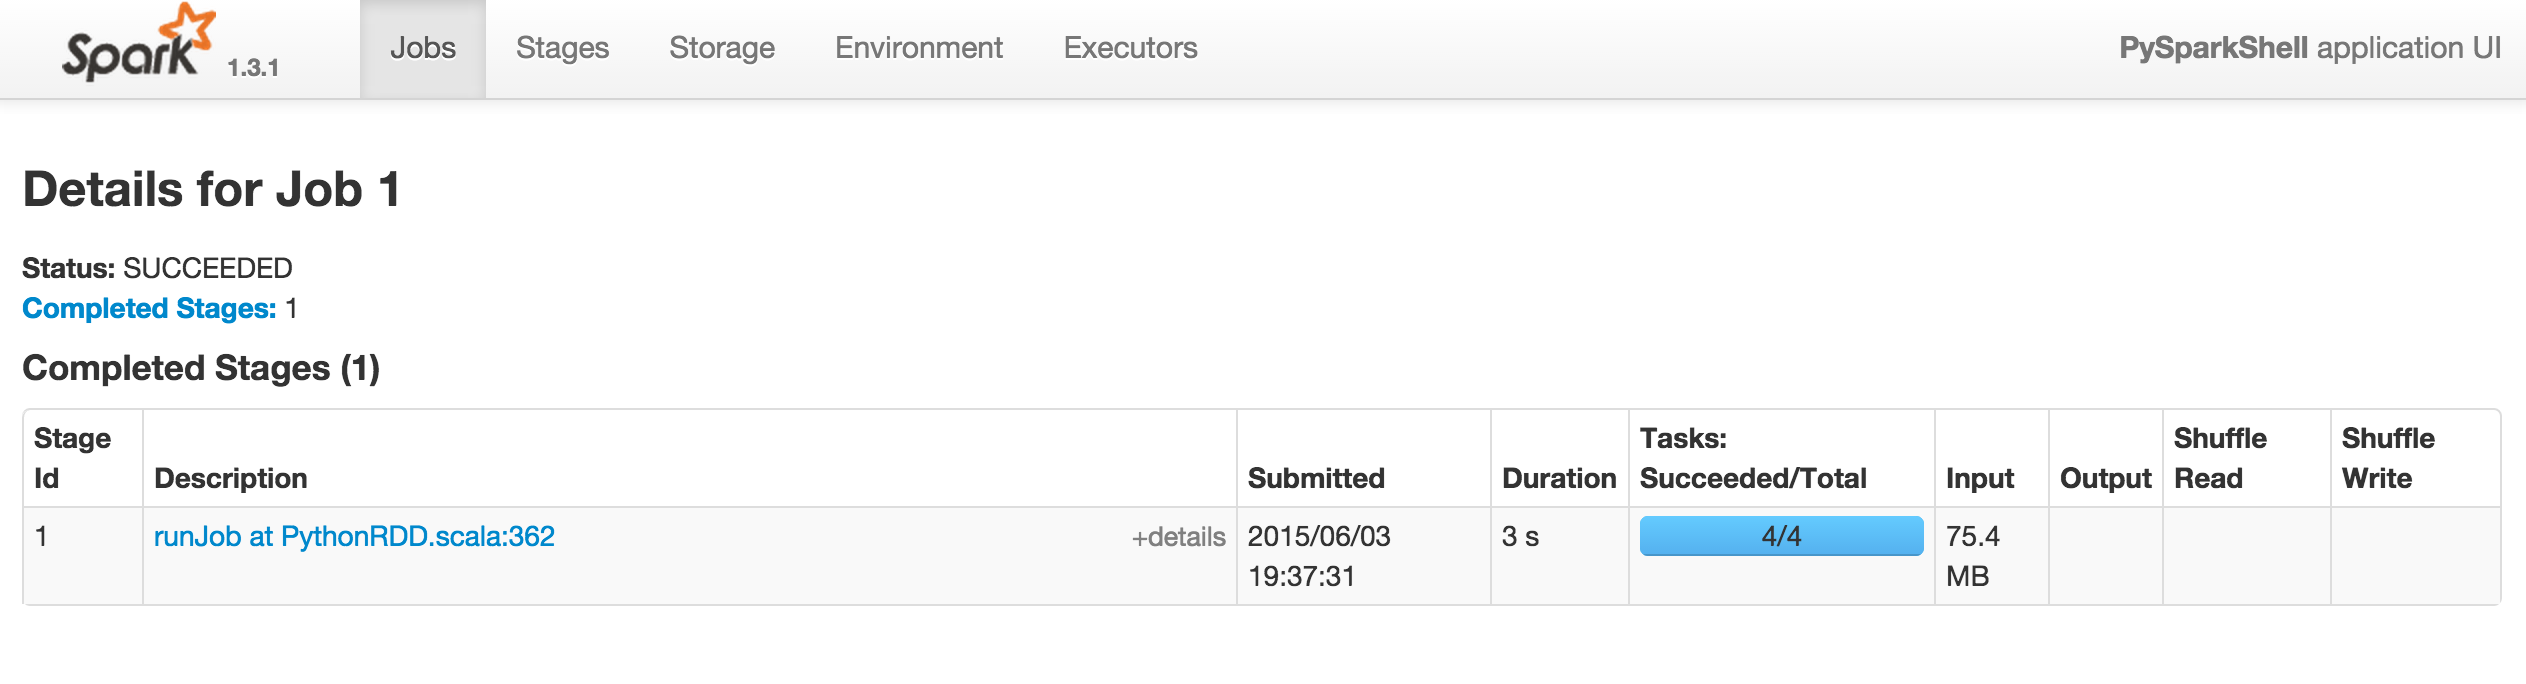 Spark 1.3.1 Jobs Stages Storage Environment Executors PySparkShell application UI
Details for Job 1
Status: SUCCEEDED
Completed Stages: 1
Completed Stages (1)
Stage Id Description Submitted Duration Tasks: Succeeded/Total Input Output Shuffle Read Shuffle Write
1 runJob at PythonRDD.scala:362 +details 2015/06/03 19:37:31 3 s 4/4 75.4 MB